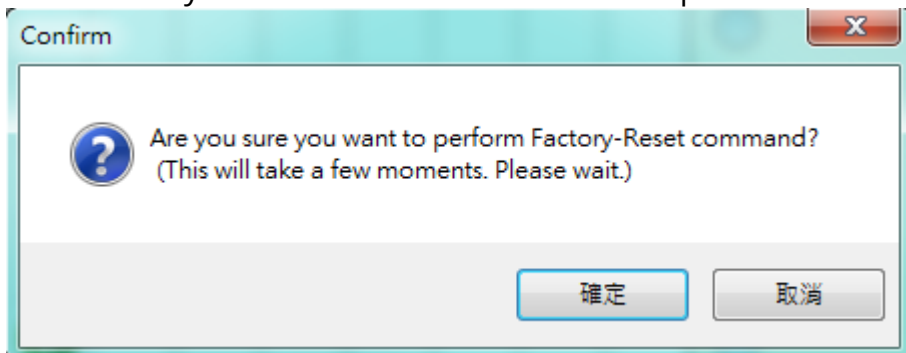 Confirm
Are you sure you want to perform Factory-Reset command?
(This will take a few moments. Please wait.)
確定
取消